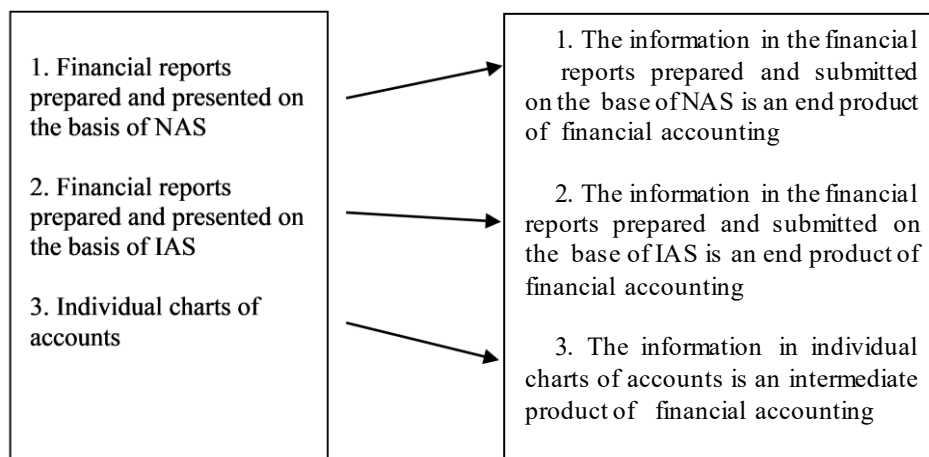 1. Financial reports
prepared and presented on
the basis of NAS
2. Financial reports
prepared and presented on
the basis of IAS
3. Individual charts of
accounts
1. The information in the financial
reports prepared and submitted
on the base of NAS is an end product
of financial accounting
2. The information in the financial
reports prepared and submitted on
the base of IAS is an end product of
financial accounting
3. The information in individual
charts of accounts is an intermediate
product of financial accounting